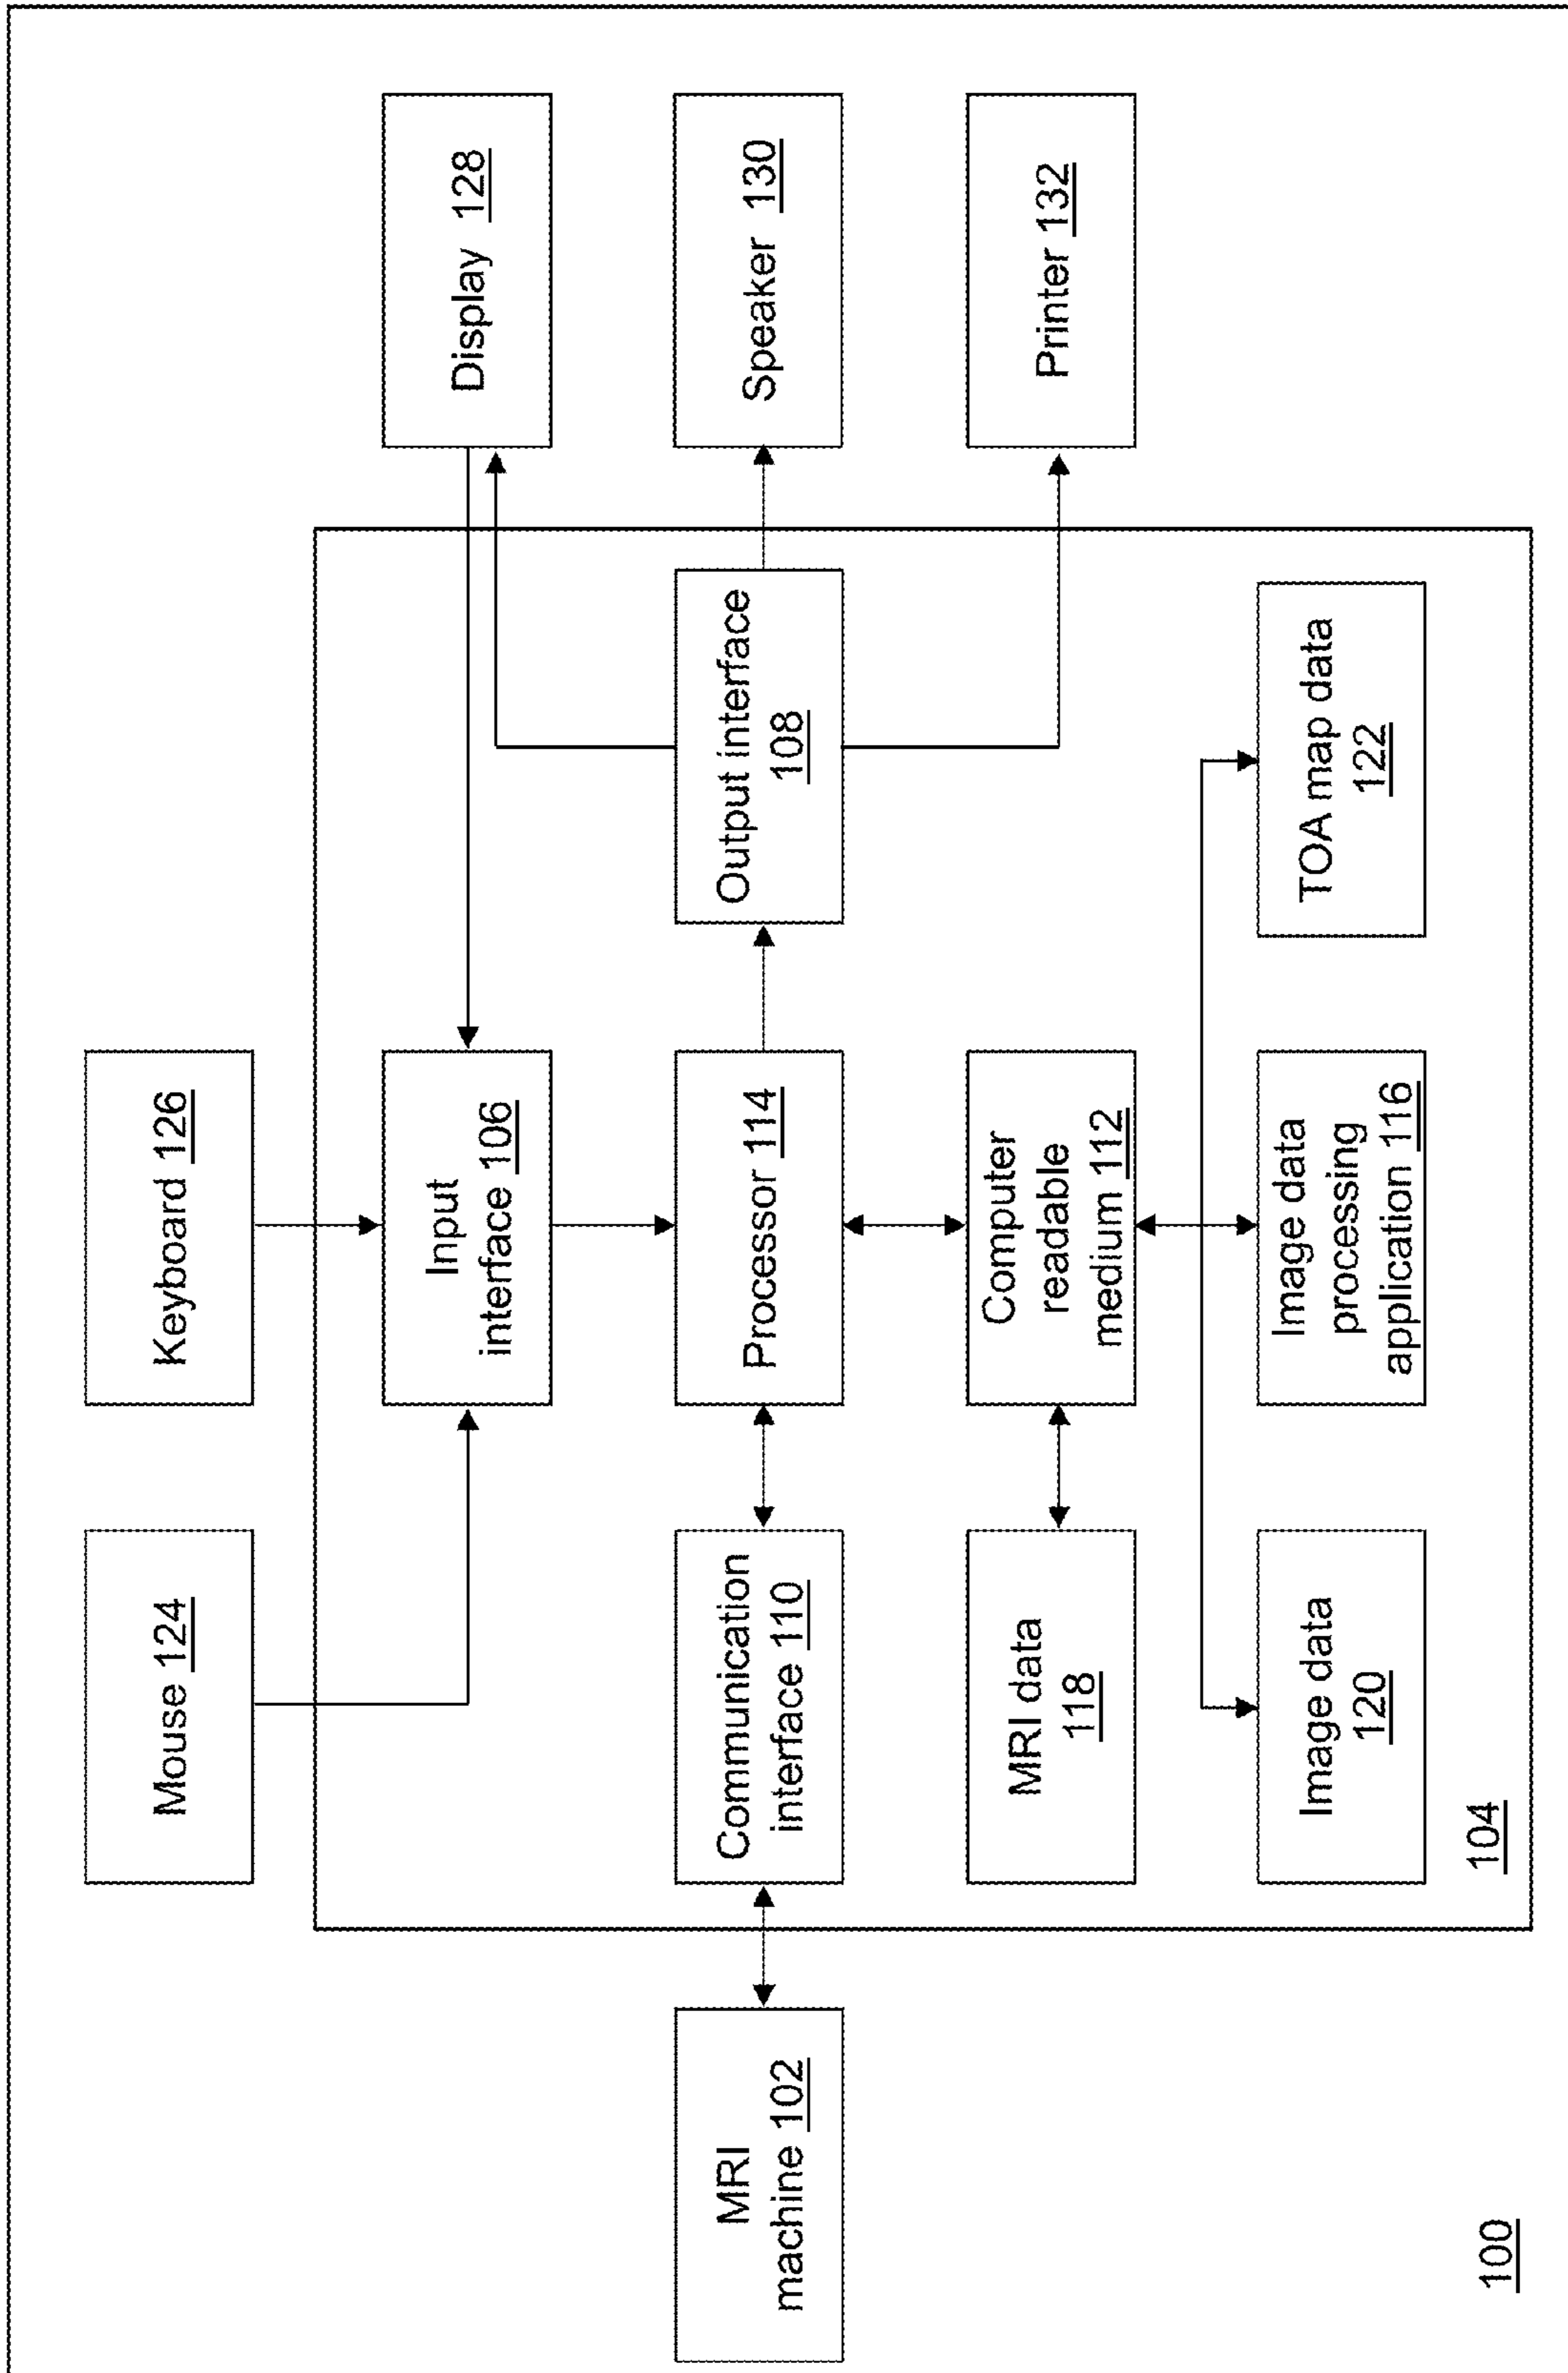 Mouse 124
Keyboard 126
Display 128
Input
interface 106
MRI
machine 102
Communication
interface 110
Processor 114
Output interface
108
Speaker 130
MRI data
118
Computer
readable
medium 112
Printer 132
Image data
120
Image data
processing
application 116
TOA map data
122
104
100